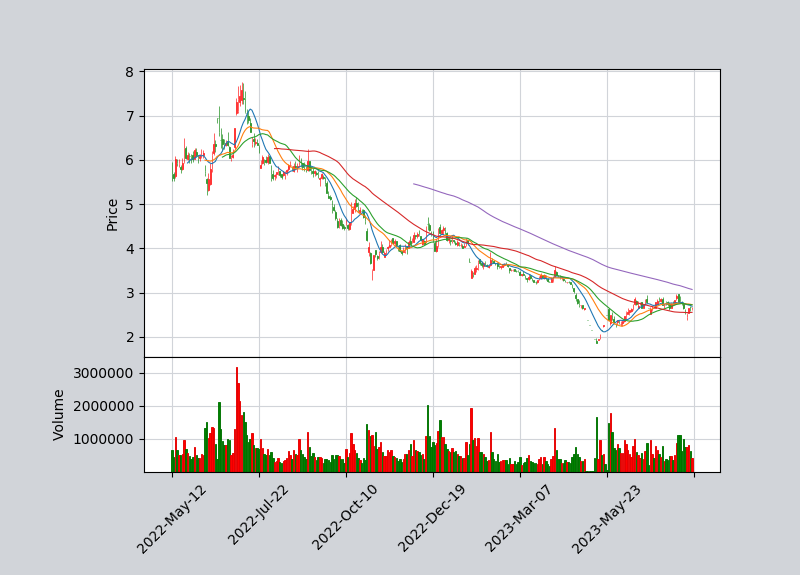 8
7
6
5
4
3
2
Price
3000000
2000000
1000000
Volume
2022-May-12
2022-Jul-22
2022-Oct-10
2022-Dec-19
2023-Mar-07
2023-May-23